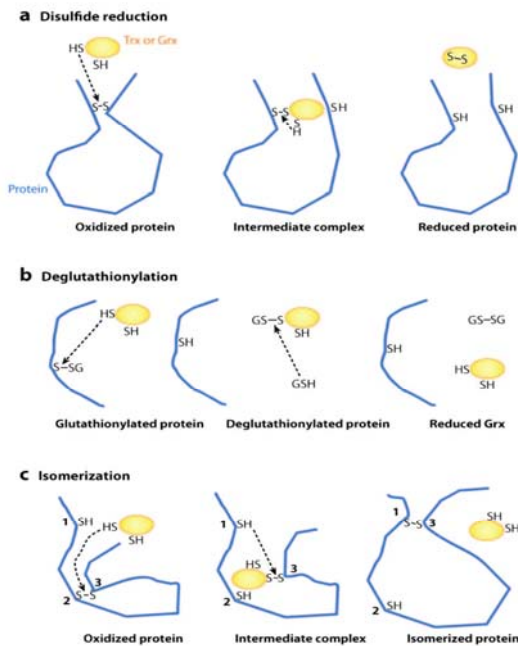 a Disulfide reduction
HS
Trx or Grx
SH
S-S
S-S
S
H
SH
S-S
SH
SH
Protein
Oxidized protein
Intermediate complex
Reduced protein
b Deglutathionylation
HS
SH
S-SG
SH
GS-S
SH
GSH
SH
GS-SG
HS
SH
Glutathionylated protein
Deglutathionylated protein
Reduced Grx
c Isomerization
1
SH
HS
SH
3
S-S
2
1
SH
HS
S-S
3
SH
2
1
S-S
3
SH
SH
SH
2
Oxidized protein
Intermediate complex
Isomerized protein